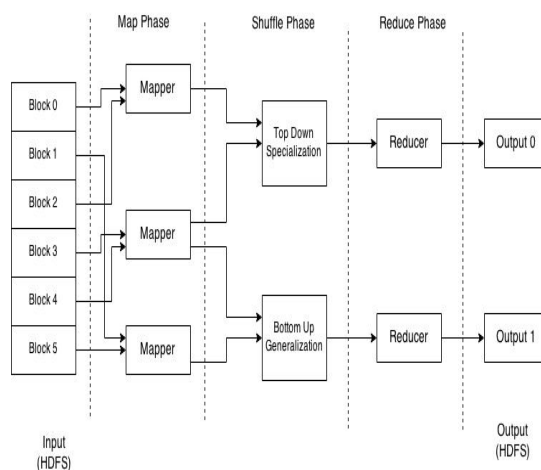 Map Phase
Shuffle Phase
Reduce Phase
Block 0
Block 1
Block 2
Block 3
Block 4
Block 5
Mapper
Mapper
Mapper
Top Down
Specialization
Bottom Up
Generalization
Reducer
Reducer
Output 0
Output 1
Input
(HDFS)
Output
(HDFS)